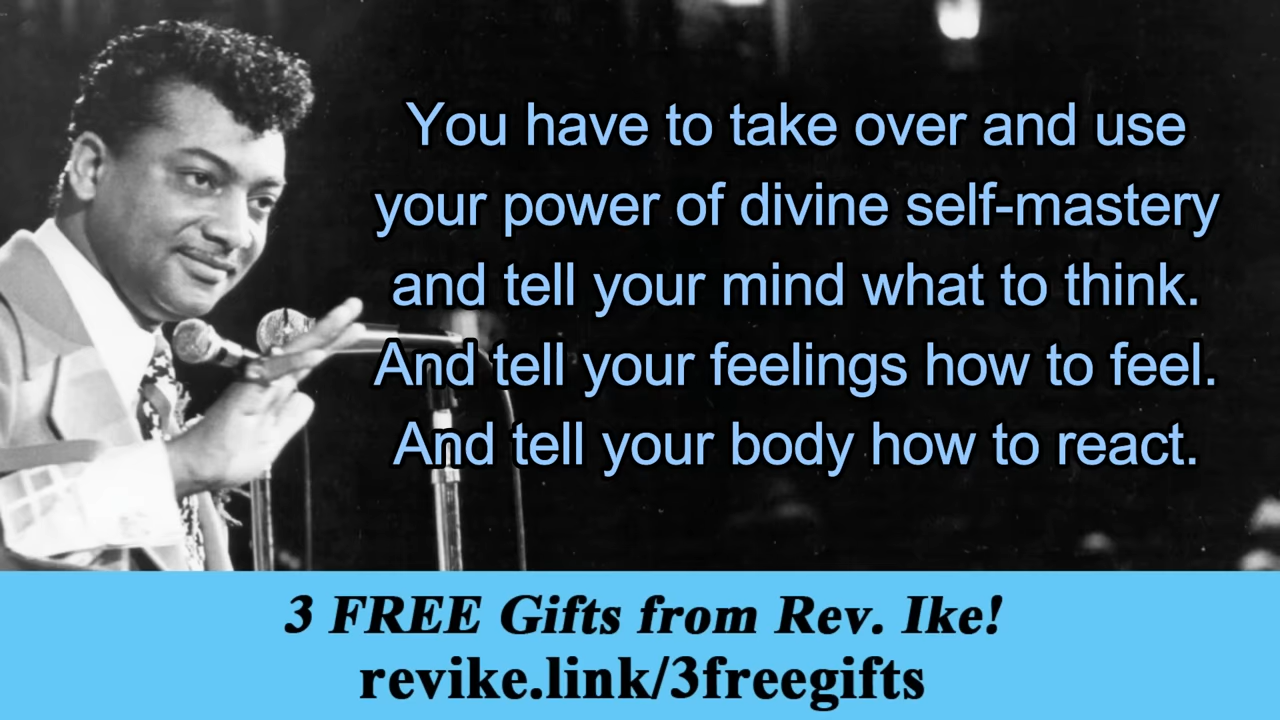 You have to take over and use
your power of divine self-mastery
and tell your mind what to think.
And tell your feelings how to feel.
And tell your body how to react.
3 FREE Gifts from Rev. Ike!
revike.link/3freegifts